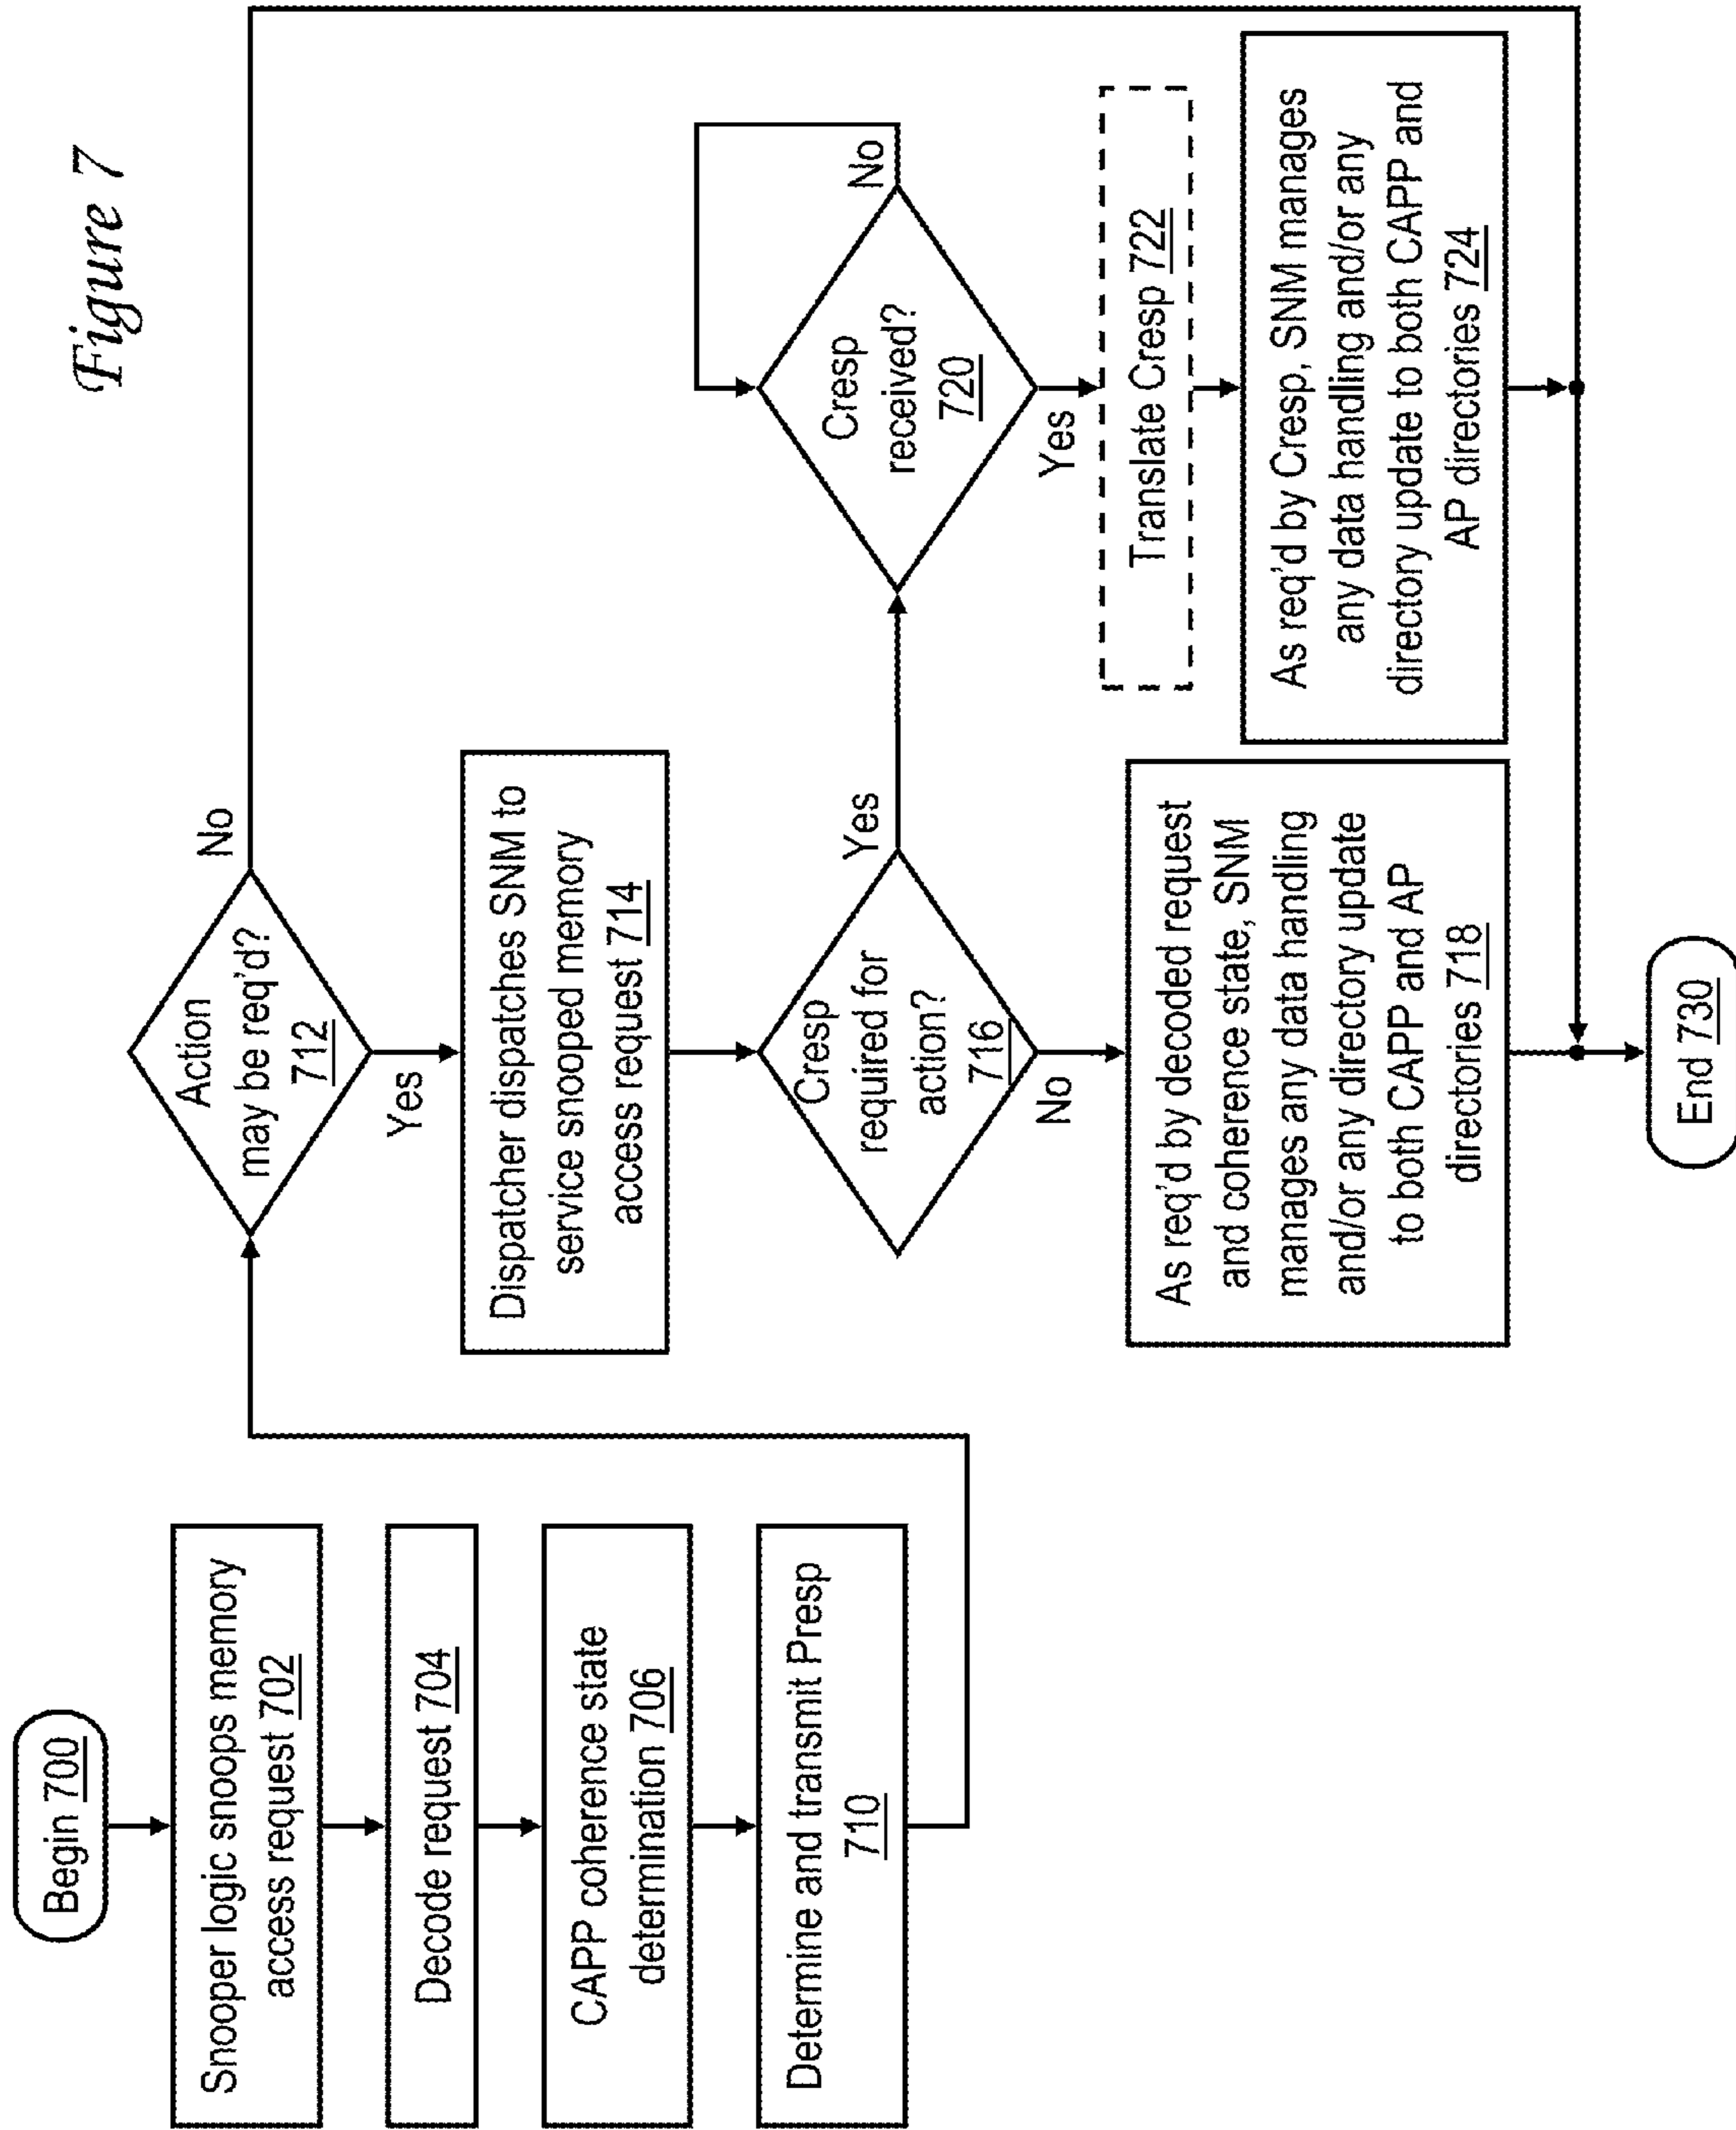 Figure 7
Begin 700
Snooper logic snoops memory
access request 702
Decode request 704
CAPP coherence state
determination 706
Determine and transmit Presp
710
Action
may be req'd?
712
No
Yes
Dispatcher dispatches SNM to
service snooped memory
access request 714
Cresp
required for
action?
716
Yes
No
As req'd by decoded request
and coherence state, SNM
manages any data handling
and/or any directory update
to both CAPP and AP
directories 718
Cresp
received?
720
No
Yes
Translate Cresp 722
As req'd by Cresp, SNM manages
any data handling and/or any
directory update to both CAPP and
AP directories 724
End 730